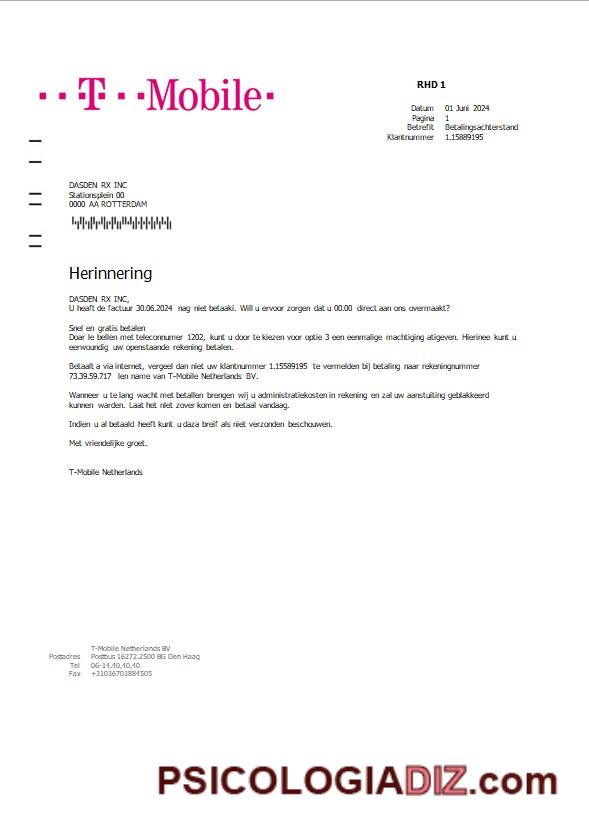 T Mobile
RHD 1
Datum 01 Juni 2024
Pagina 1
Betrefit Betalingsachterstand
Klantnummer 1.15889195
DASDEN RX INC
Stationsplein 00
0000 AA ROTTERDAM
Herinnering
DASDEN RX INC,
U heaft de factuur 30.06.2024 nag niet betaaki. Will u ervoor zorgen dat u 00.00 direct aan ons overmaakt?
Snel en gratis betalen
Doar le bellen met teleconnumer 1202, kunt u door te kiezen voor optie 3 een eenmalige machtiging atigeven. Hierinee kunt u
eerwoundig uw openstaande rekening betalen.
Betaalt a via internet, vergeel dan niet uw klantnummer 1.15589195 te vermelden bij betaling naar rekeningnummer
73.39.59.717 len name van T-Mobile Netherlands BV.
Wanneer u te lang wacht met betallen brengen wij u administratiekosten in rekening en zal uw aanstuiting geblakkeerd
kunnen warden. Laat het niet zover komen en betaal vandaag.
Indien u al betaald heeft kunt u daza breif als niet verzonden beschouwen.
Met vriendelijke groet.
T-Mobile Netherlands
T-Mobile Netherlands BV
Postadres Postbus 16272.2500 BG Den Haag
Tel 06-14,40,40,40
Fax +31036703884505
PSICOLOGIADIZ.com